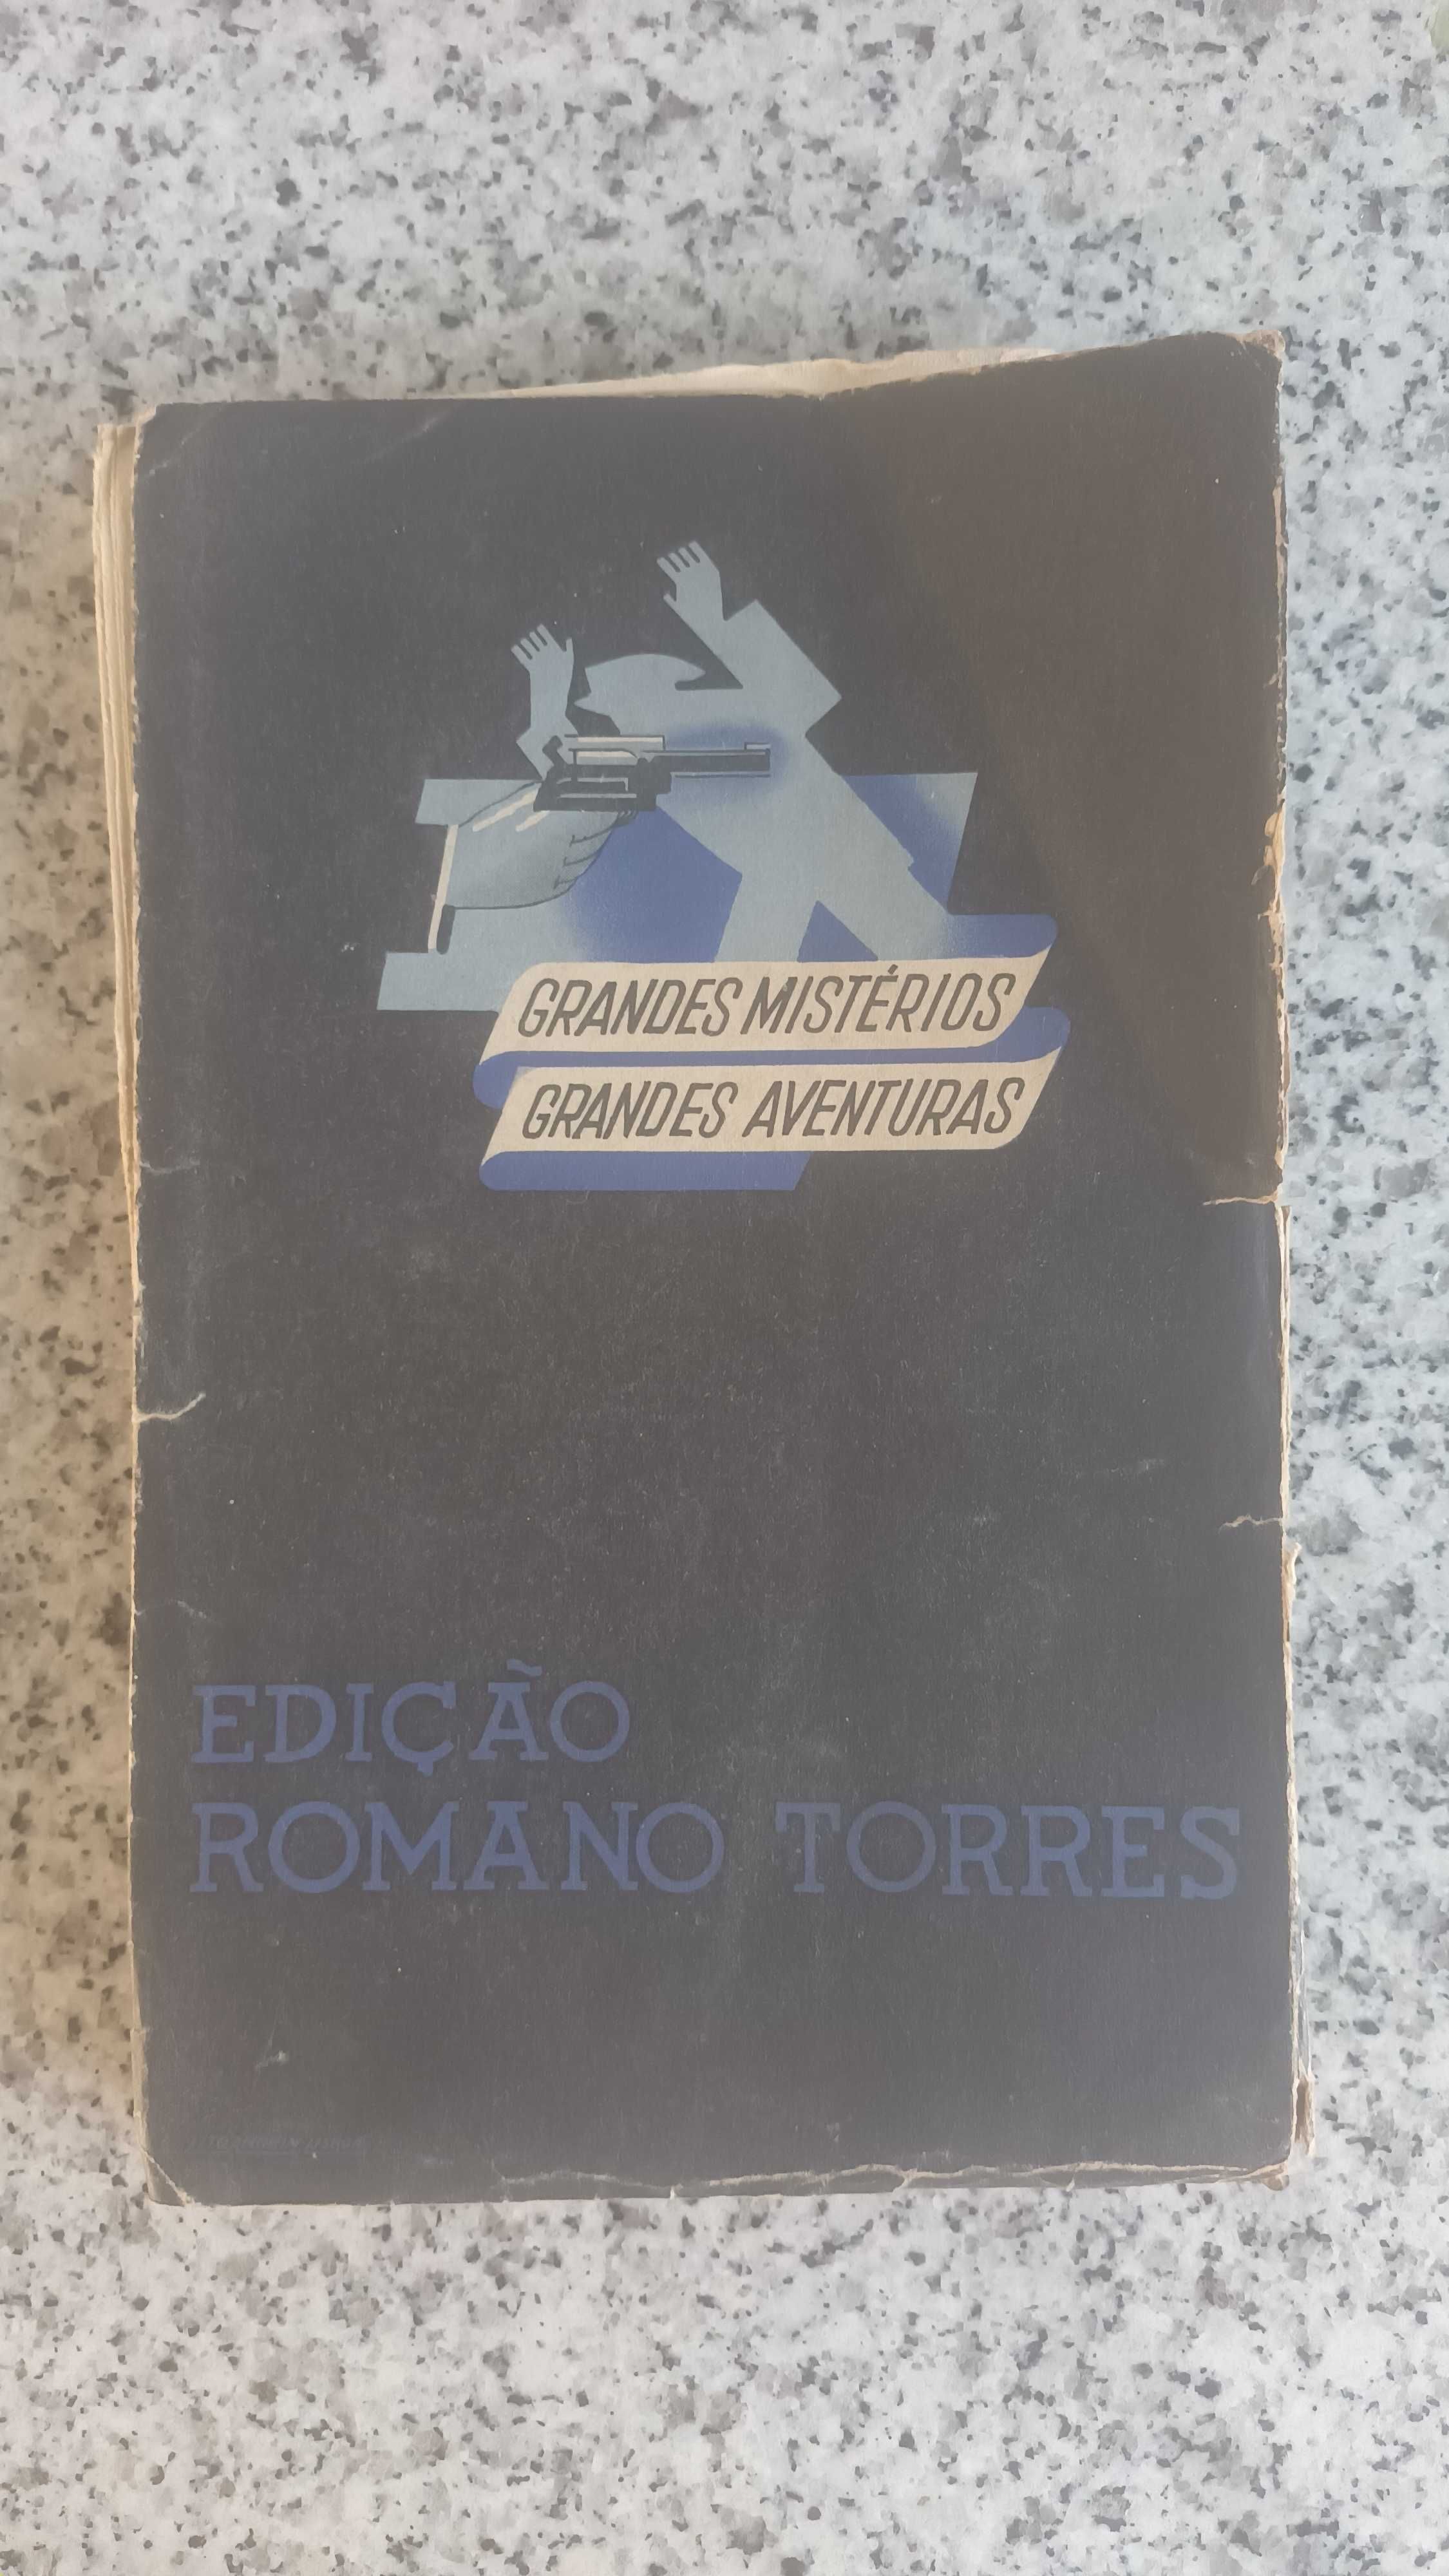 GRANDES MISTÉRIOS
GRANDES AVENTURAS
EDIÇÃO
ROMANO TORRES